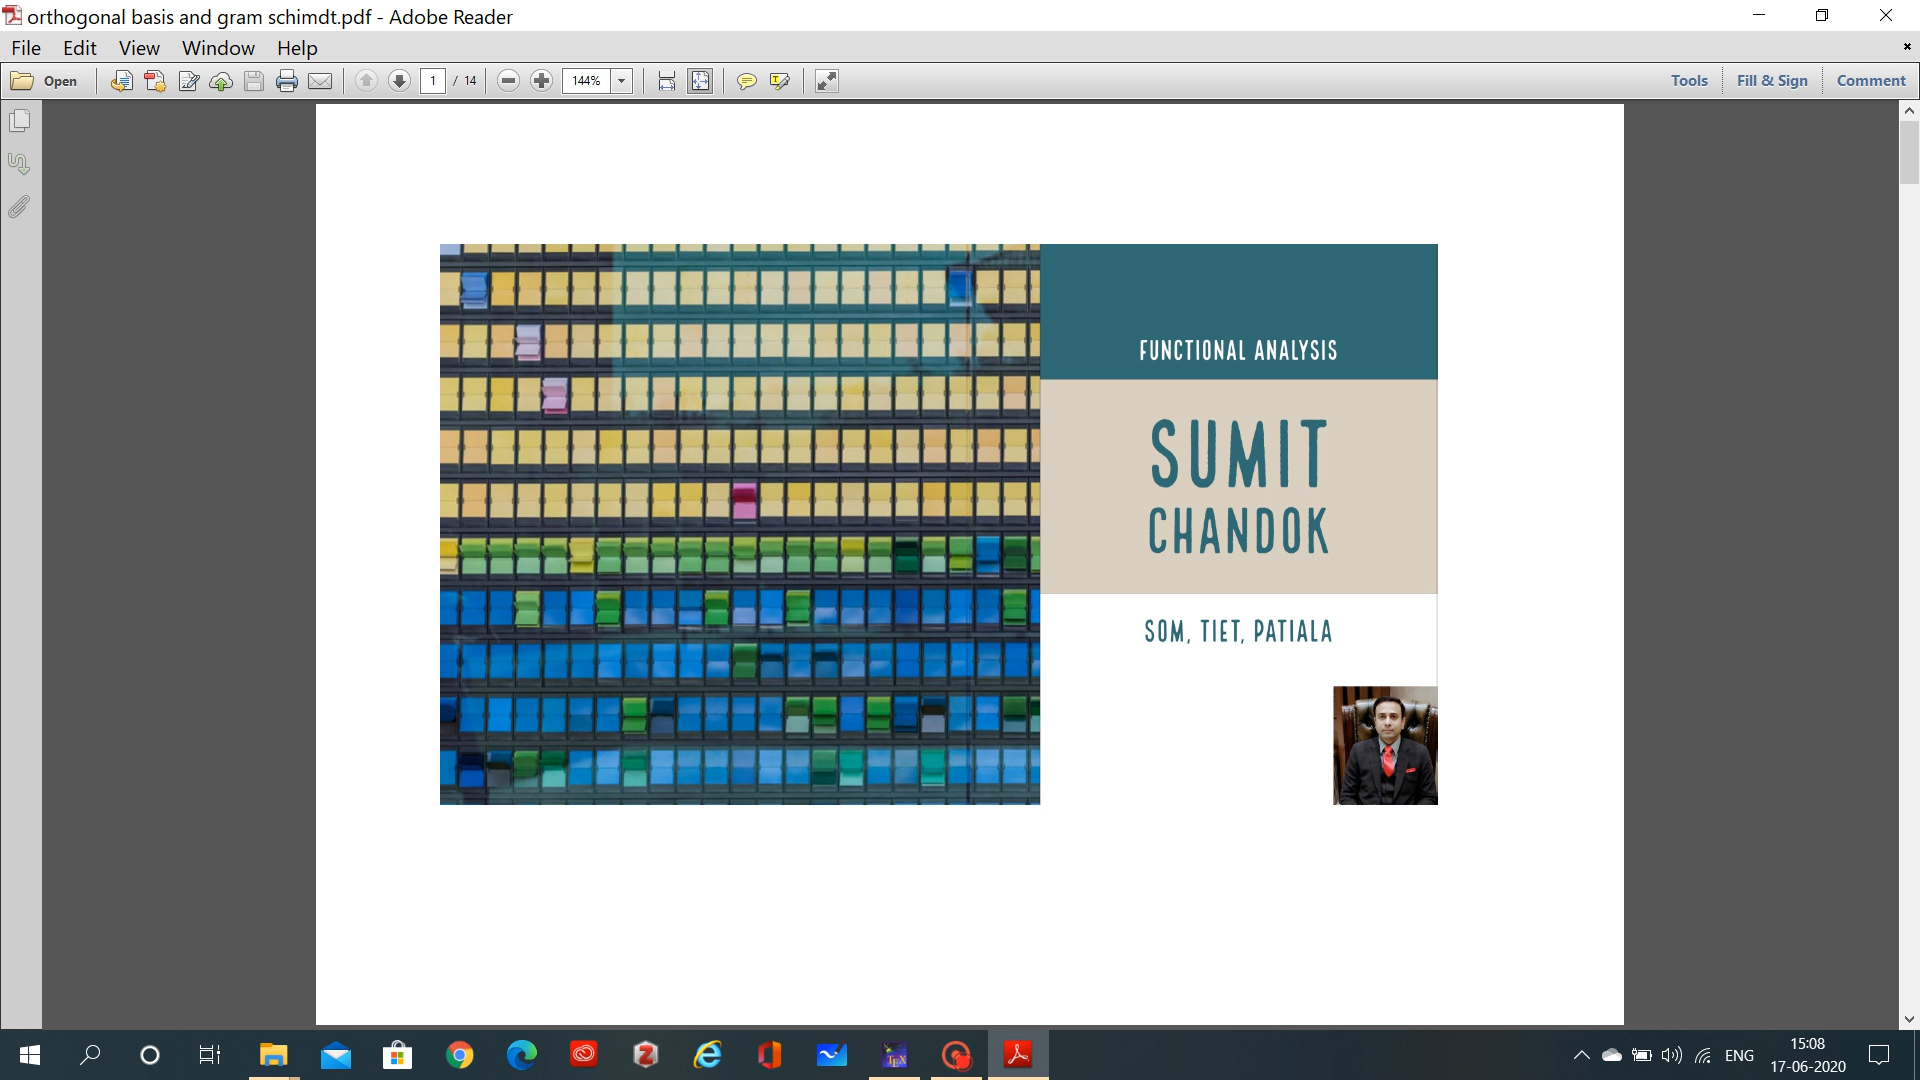 orthogonal basis and gram schimdt.pdf - Adobe Reader
File Edit View Window Help
Open 1 / 14 144% Tools Fill & Sign Comment
FUNCTIONAL ANALYSIS
SUMIT
CHANDOK
SOM, TIET, PATIALA
ENG 15:08
17-06-2020